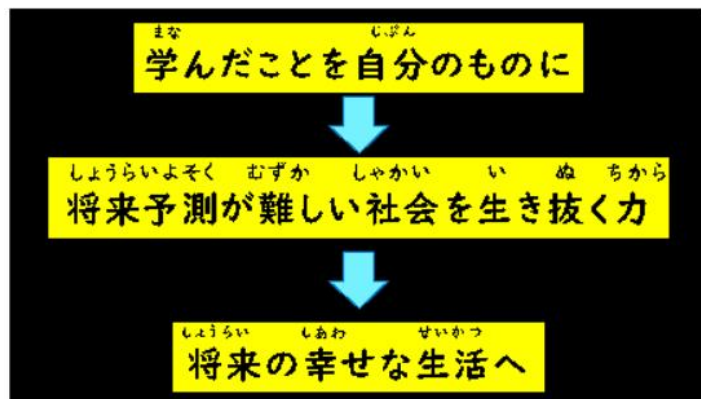 まな じぶん
学んだことを自分のものに
しょうらいよそく むずか しゃかい い ぬ ちから
将来予測が難しい社会を生き抜く力
しょうらい しあわ せいかつ
将来の幸せな生活へ